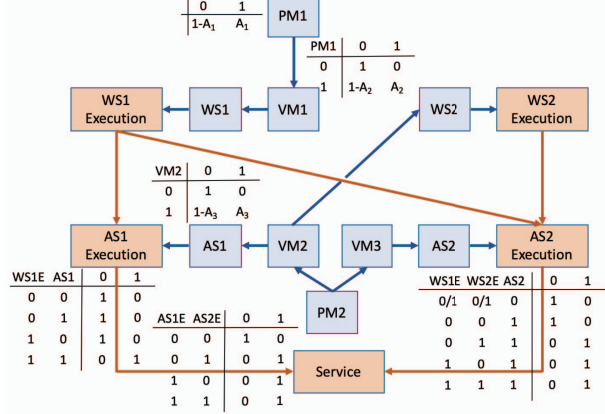 0 1
1-A₁ A₁
PM1
PM1 0 1
0 1 0
1 1-A₂ A₂
WS1 Execution
WS1
VM1
WS2
WS2 Execution
VM2 0 1
0 1 0
1 1-A₃ A₃
AS1 Execution
AS1
VM2
VM3
AS2
AS2 Execution
PM2
WS1E AS1 0 1
0 0 1 0
0 1 1 0
1 0 1 0
1 1 0 1
AS1E AS2E 0 1
0 0 1 0
0 1 0 1
1 0 0 1
1 1 0 1
Service
WS1E WS2E AS2 0 1
0/1 0/1 0 1 0
0 0 1 1 0
0 1 1 0 1
1 0 1 0 1
1 1 1 0 1